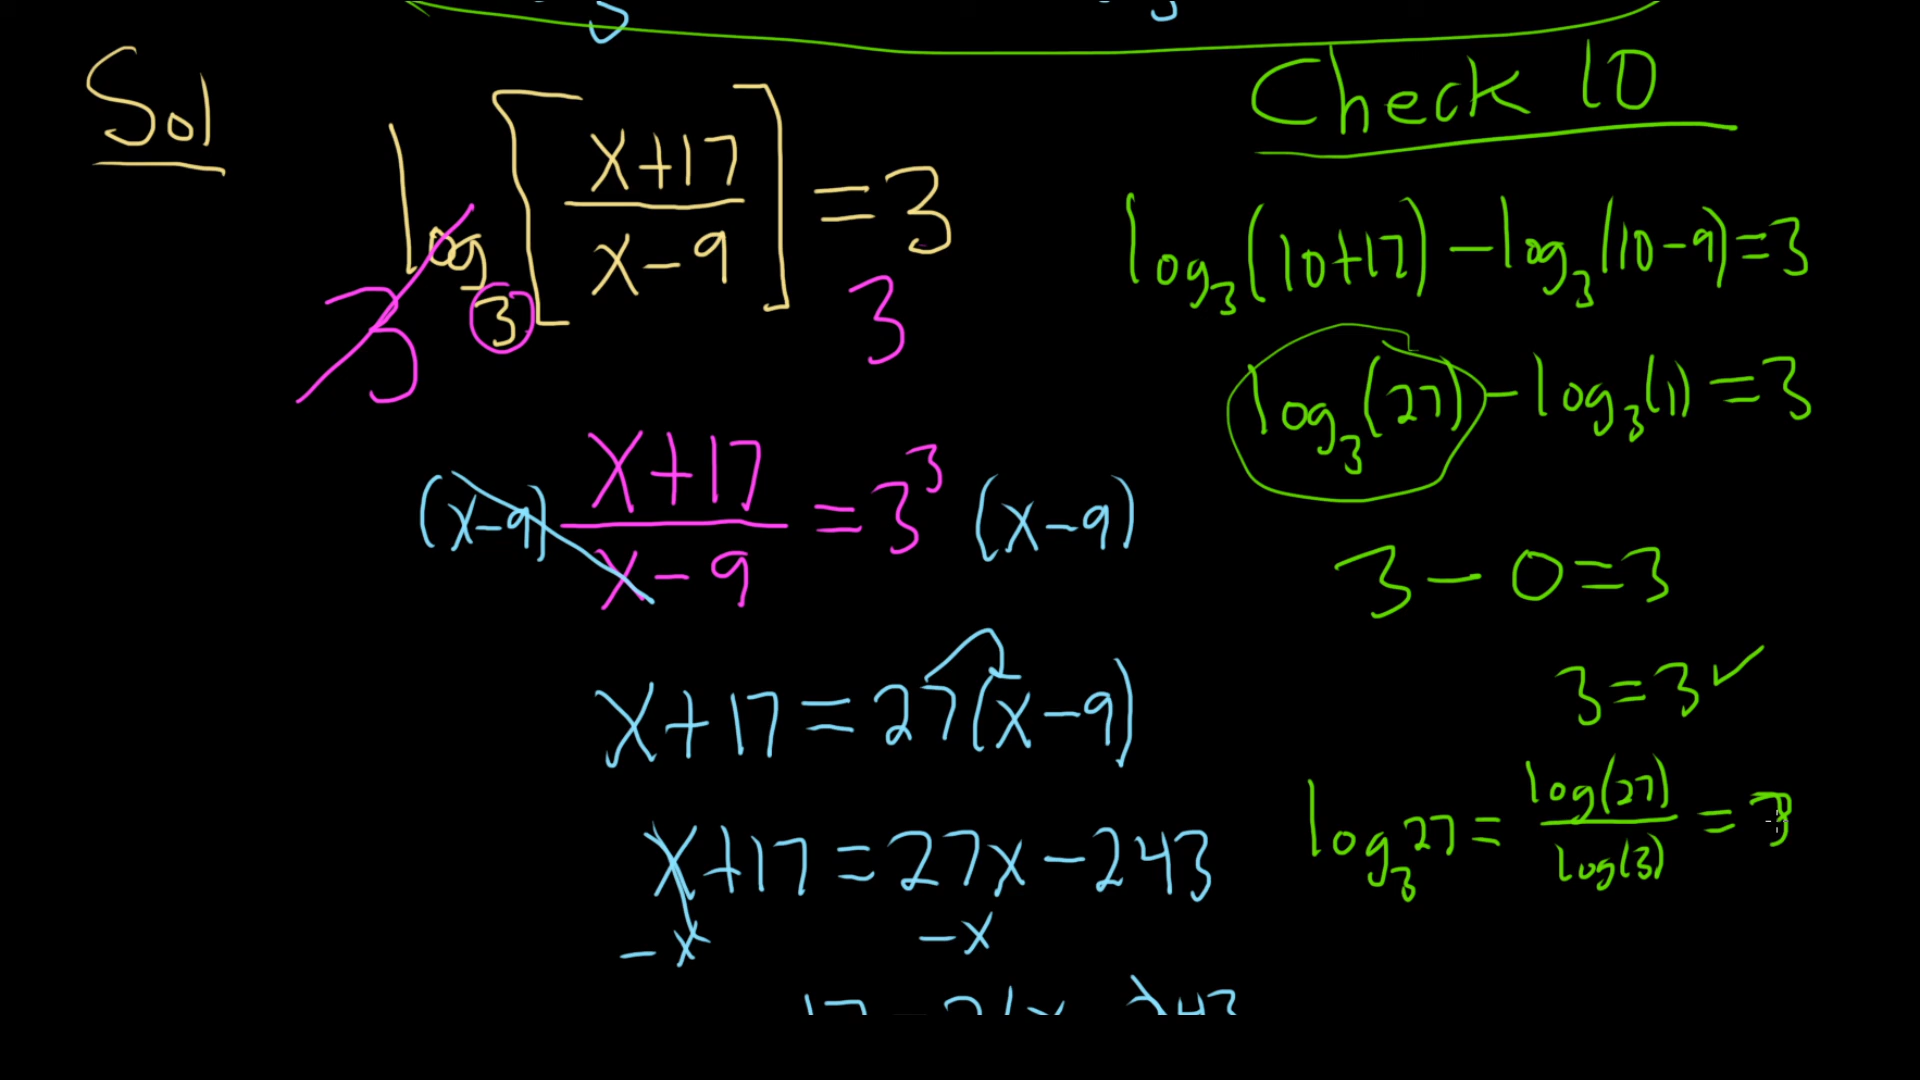 Sol
log₃[(x+17)/(x-9)] = 3
3 3
(x-9) (x+17)/(x-9) = 3³ (x-9)
x+17 = 27(x-9)
x+17 = 27x-243
-x -x
Check 10
log₃(10+17) - log₃(10-9) = 3
log₃(27) - log₃(1) = 3
3 - 0 = 3
3 = 3 ✓
log₃27 = log(27)/log(3) = 3